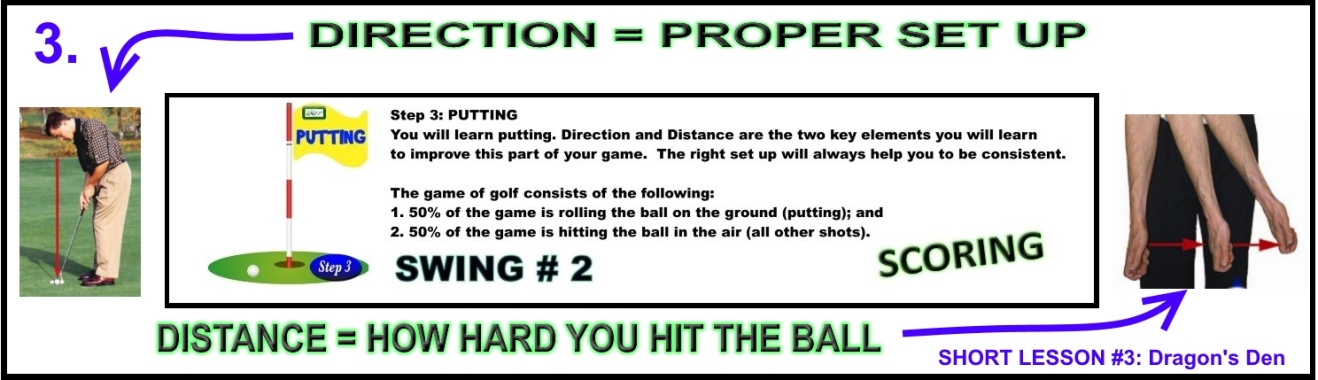 3.
DIRECTION = PROPER SET UP
PUTTING
Step 3: PUTTING
You will learn putting. Direction and Distance are the two key elements you will learn
to improve this part of your game. The right set up will always help you to be consistent.
The game of golf consists of the following:
1. 50% of the game is rolling the ball on the ground (putting); and
2. 50% of the game is hitting the ball in the air (all other shots).
Step 3
SWING # 2
SCORING
DISTANCE = HOW HARD YOU HIT THE BALL
SHORT LESSON #3: Dragon's Den